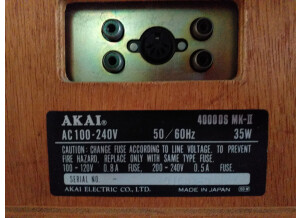 AKAI 4000DS MK-II
AC 100-240V 50/60Hz 35W
CAUTION: CHANGE FUSE ACCORDING TO LINE VOLTAGE. TO PREVENT
FIRE HAZARD, REPLACE ONLY WITH SAME TYPE FUSE.
100-120V 0.8A FUSE. 200-240V 0.5A FUSE.
SERIAL NO
AKAI ELECTRIC CO., LTD. MADE IN JAPAN